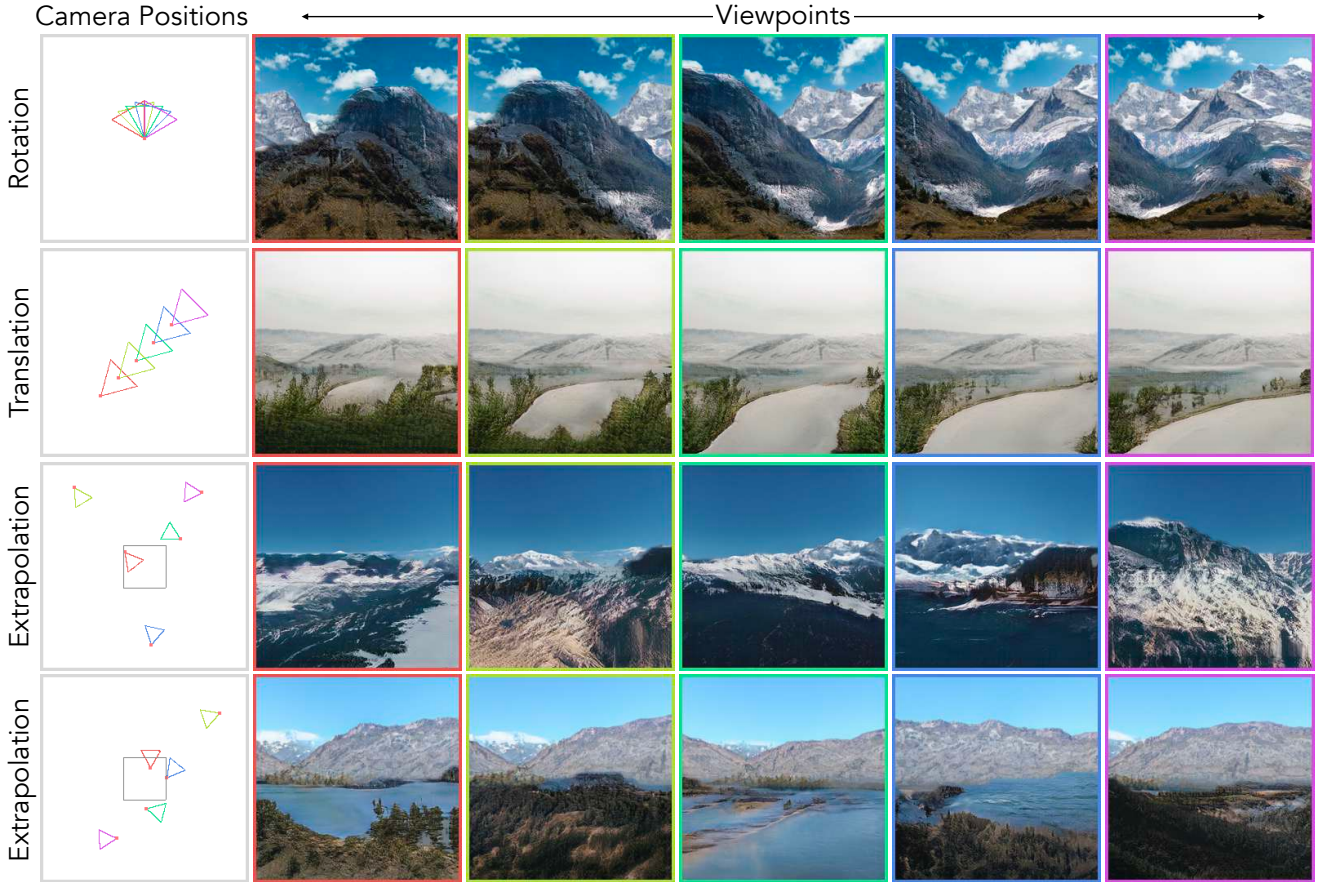 Camera Positions
Viewpoints
Rotation
Translation
Extrapolation
Extrapolation